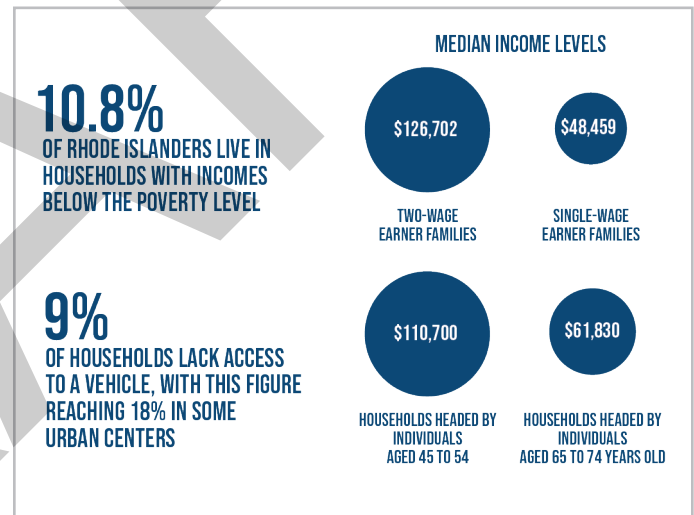 10.8%
OF RHODE ISLANDERS LIVE IN
HOUSEHOLDS WITH INCOMES
BELOW THE POVERTY LEVEL
9%
OF HOUSEHOLDS LACK ACCESS
TO A VEHICLE, WITH THIS FIGURE
REACHING 18% IN SOME
URBAN CENTERS
MEDIAN INCOME LEVELS
$126,702
$48,459
TWO-WAGE
EARNER FAMILIES
SINGLE-WAGE
EARNER FAMILIES
$110,700
$61,830
HOUSEHOLDS HEADED BY
INDIVIDUALS
AGED 45 TO 54
HOUSEHOLDS HEADED BY
INDIVIDUALS
AGED 65 TO 74 YEARS OLD